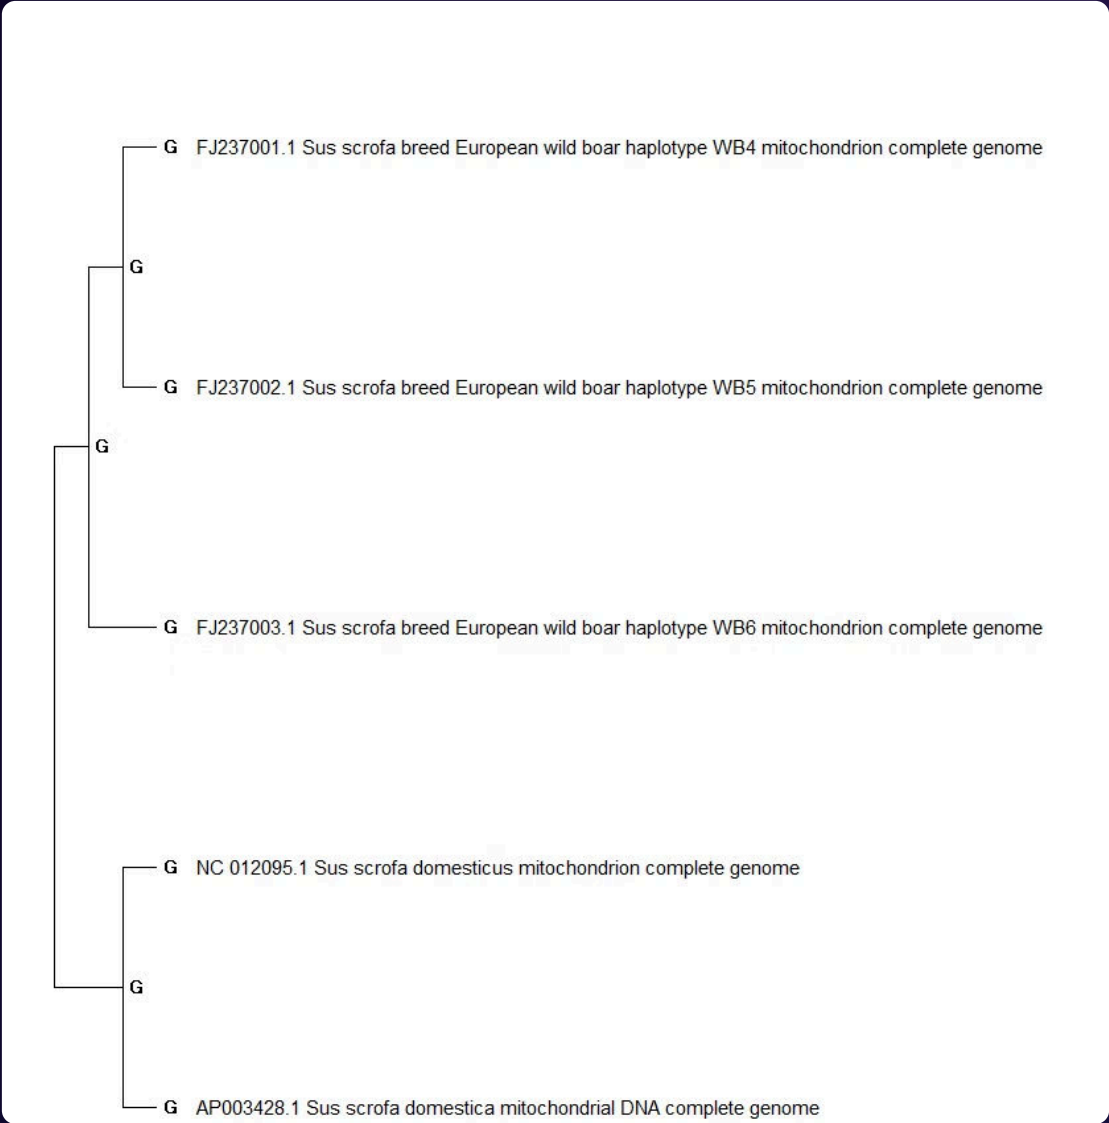 G FJ237001.1 Sus scrofa breed European wild boar haplotype WB4 mitochondrion complete genome
G
G FJ237002.1 Sus scrofa breed European wild boar haplotype WB5 mitochondrion complete genome
G
G FJ237003.1 Sus scrofa breed European wild boar haplotype WB6 mitochondrion complete genome
G NC 012095.1 Sus scrofa domesticus mitochondrion complete genome
G
G AP003428.1 Sus scrofa domestica mitochondrial DNA complete genome